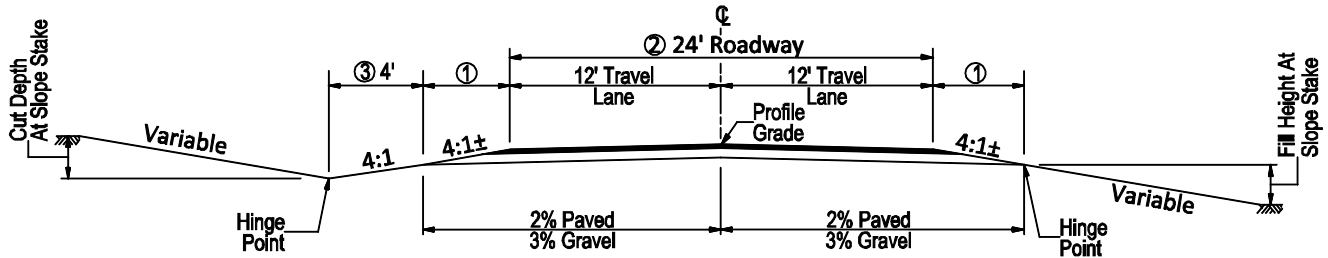 ℄
② 24' Roadway
Cut Depth
At Slope Stake
③ 4'
①
12' Travel
Lane
12' Travel
Lane
①
Fill Height At
Slope Stake
Variable
4:1
4:1±
Profile
Grade
4:1±
Variable
Hinge
Point
2% Paved
3% Gravel
2% Paved
3% Gravel
Hinge
Point